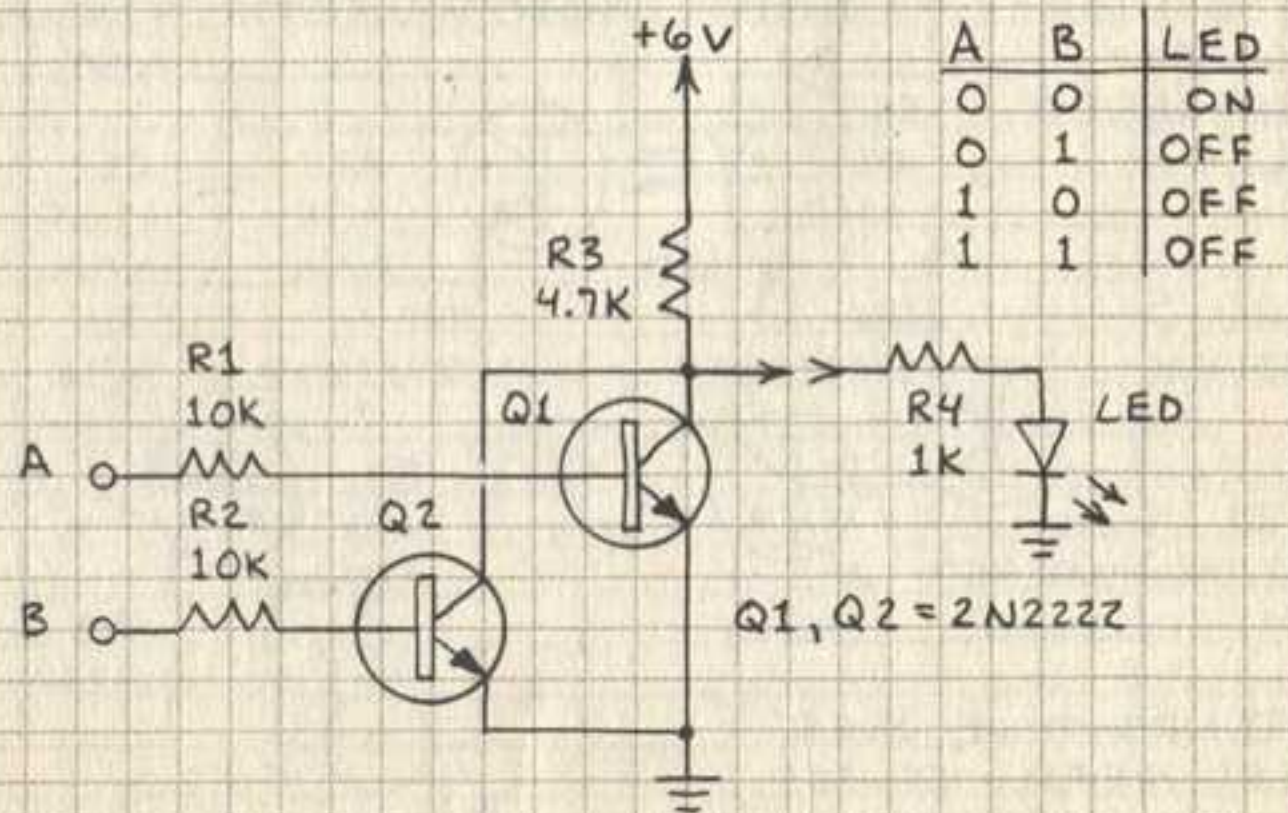 +6V
A B LED
0 0 ON
0 1 OFF
1 0 OFF
1 1 OFF
R3
4.7K
R1
10K
Q1
R4
1K
LED
A
R2
10K
Q2
B
Q1, Q2 = 2N2222